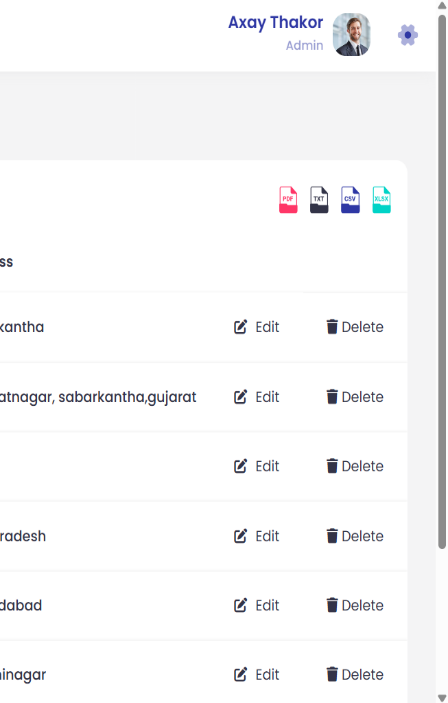 Axay Thakor
Admin
PDF TXT CSV XLSX
ss
kantha Edit Delete
atnagar, sabarkantha,gujarat Edit Delete
Edit Delete
radesh Edit Delete
dabad Edit Delete
inagar Edit Delete